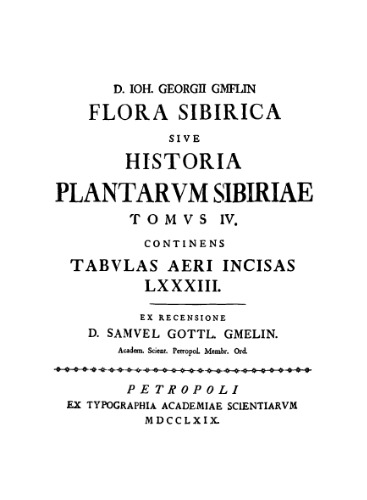 D. IOH. GEORGII GMFLIN
FLORA SIBIRICA
SIVE
HISTORIA
PLANTARVM SIBIRIAE
TOMVS IV.
CONTINENS
TABVLAS AERI INCISAS
LXXXIII.
EX RECENSIONE
D. SAMVEL GOTTL. GMELIN.
Academ. Scient. Petropol. Membr. Ord.
PETROPOLI
EX TYPOGRAPHIA ACADEMIAE SCIENTIARVM
MDCCLXIX.